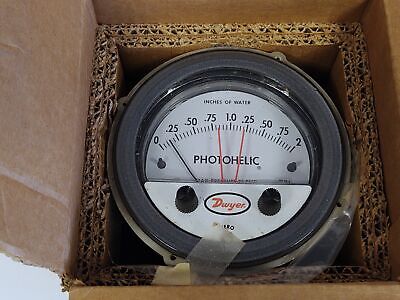 INCHES OF WATER
0 .25 .50 .75 1.0 .25 .50 .75 2
PHOTOHELIC
Dwyer